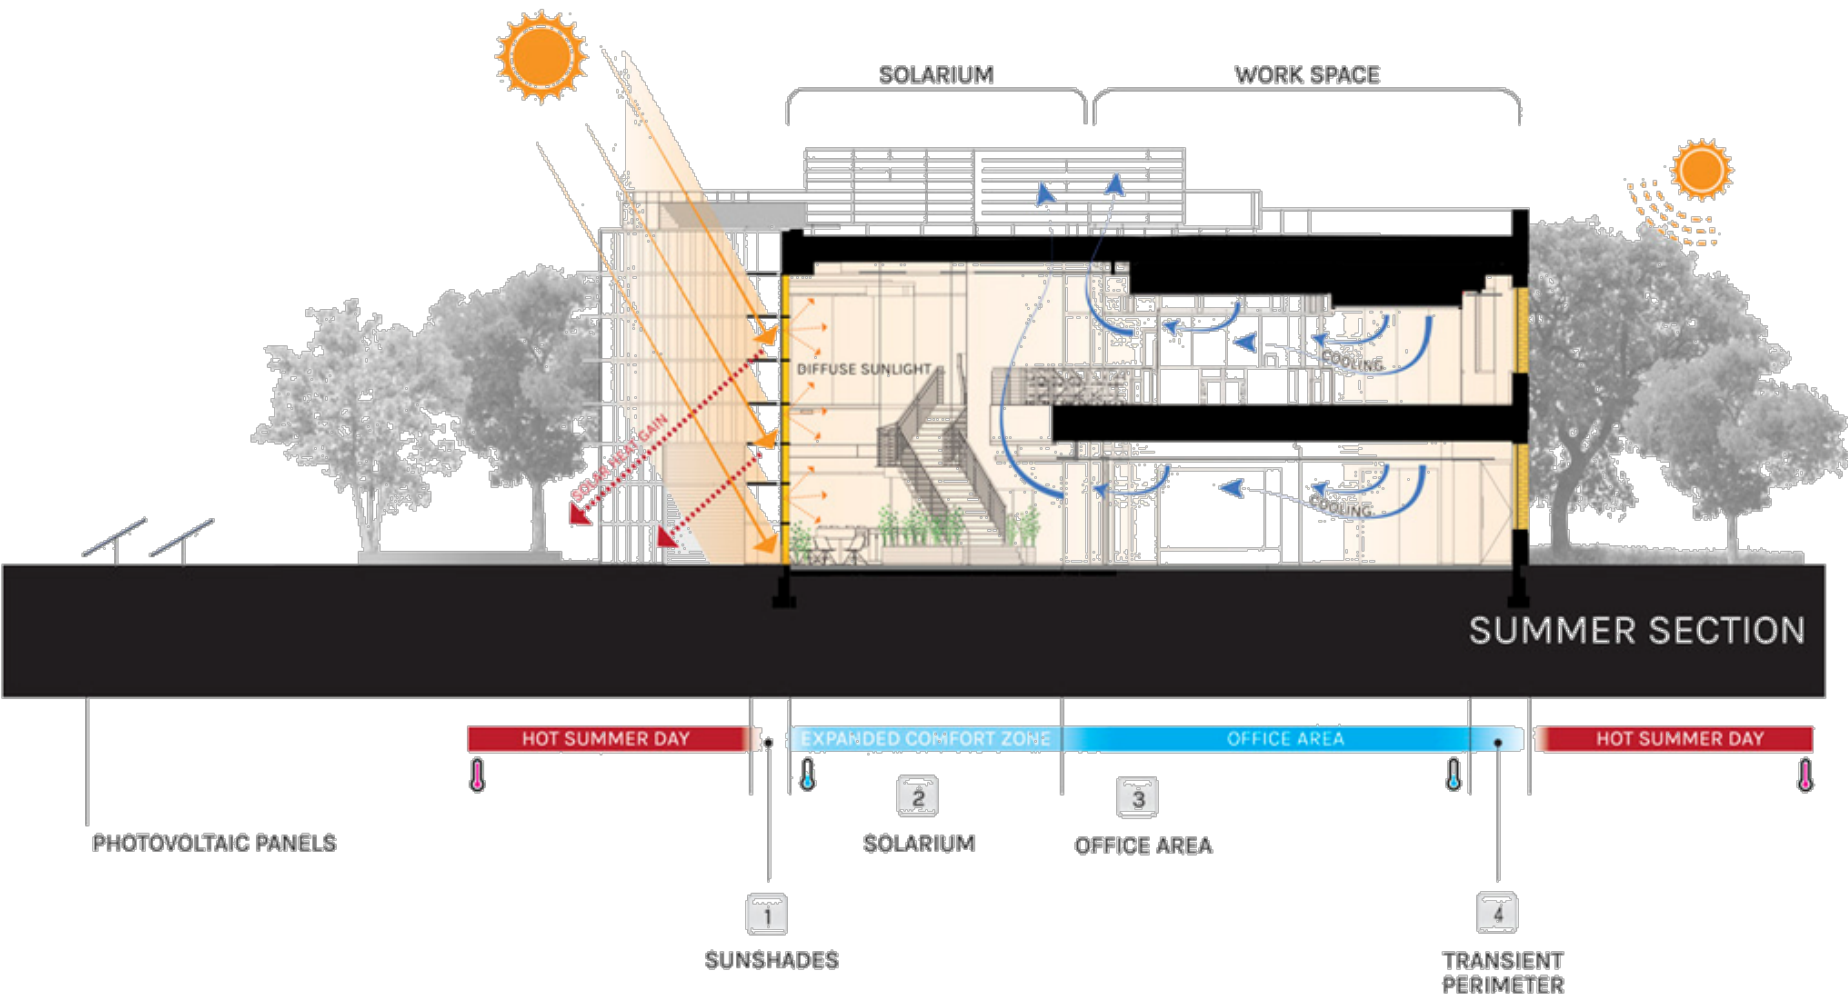 SOLARIUM
WORK SPACE
DIFFUSE SUNLIGHT
COOLING
SOLAR HEAT GAIN
COOLING
SUMMER SECTION
HOT SUMMER DAY
EXPANDED COMFORT ZONE
OFFICE AREA
HOT SUMMER DAY
2
3
PHOTOVOLTAIC PANELS
SOLARIUM
OFFICE AREA
1
4
SUNSHADES
TRANSIENT
PERIMETER